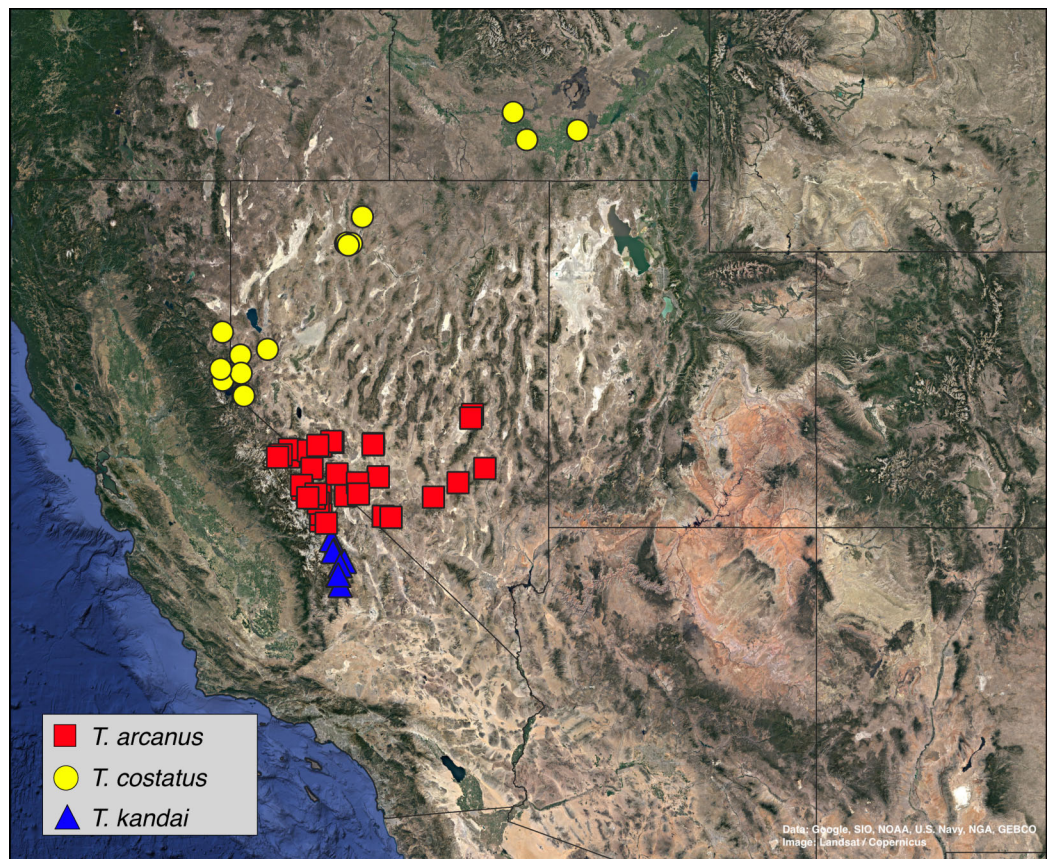 T. arcanus
T. costatus
T. kandai
Data: Google, SIO, NOAA, U.S. Navy, NGA, GEBCO
Image: Landsat / Copernicus